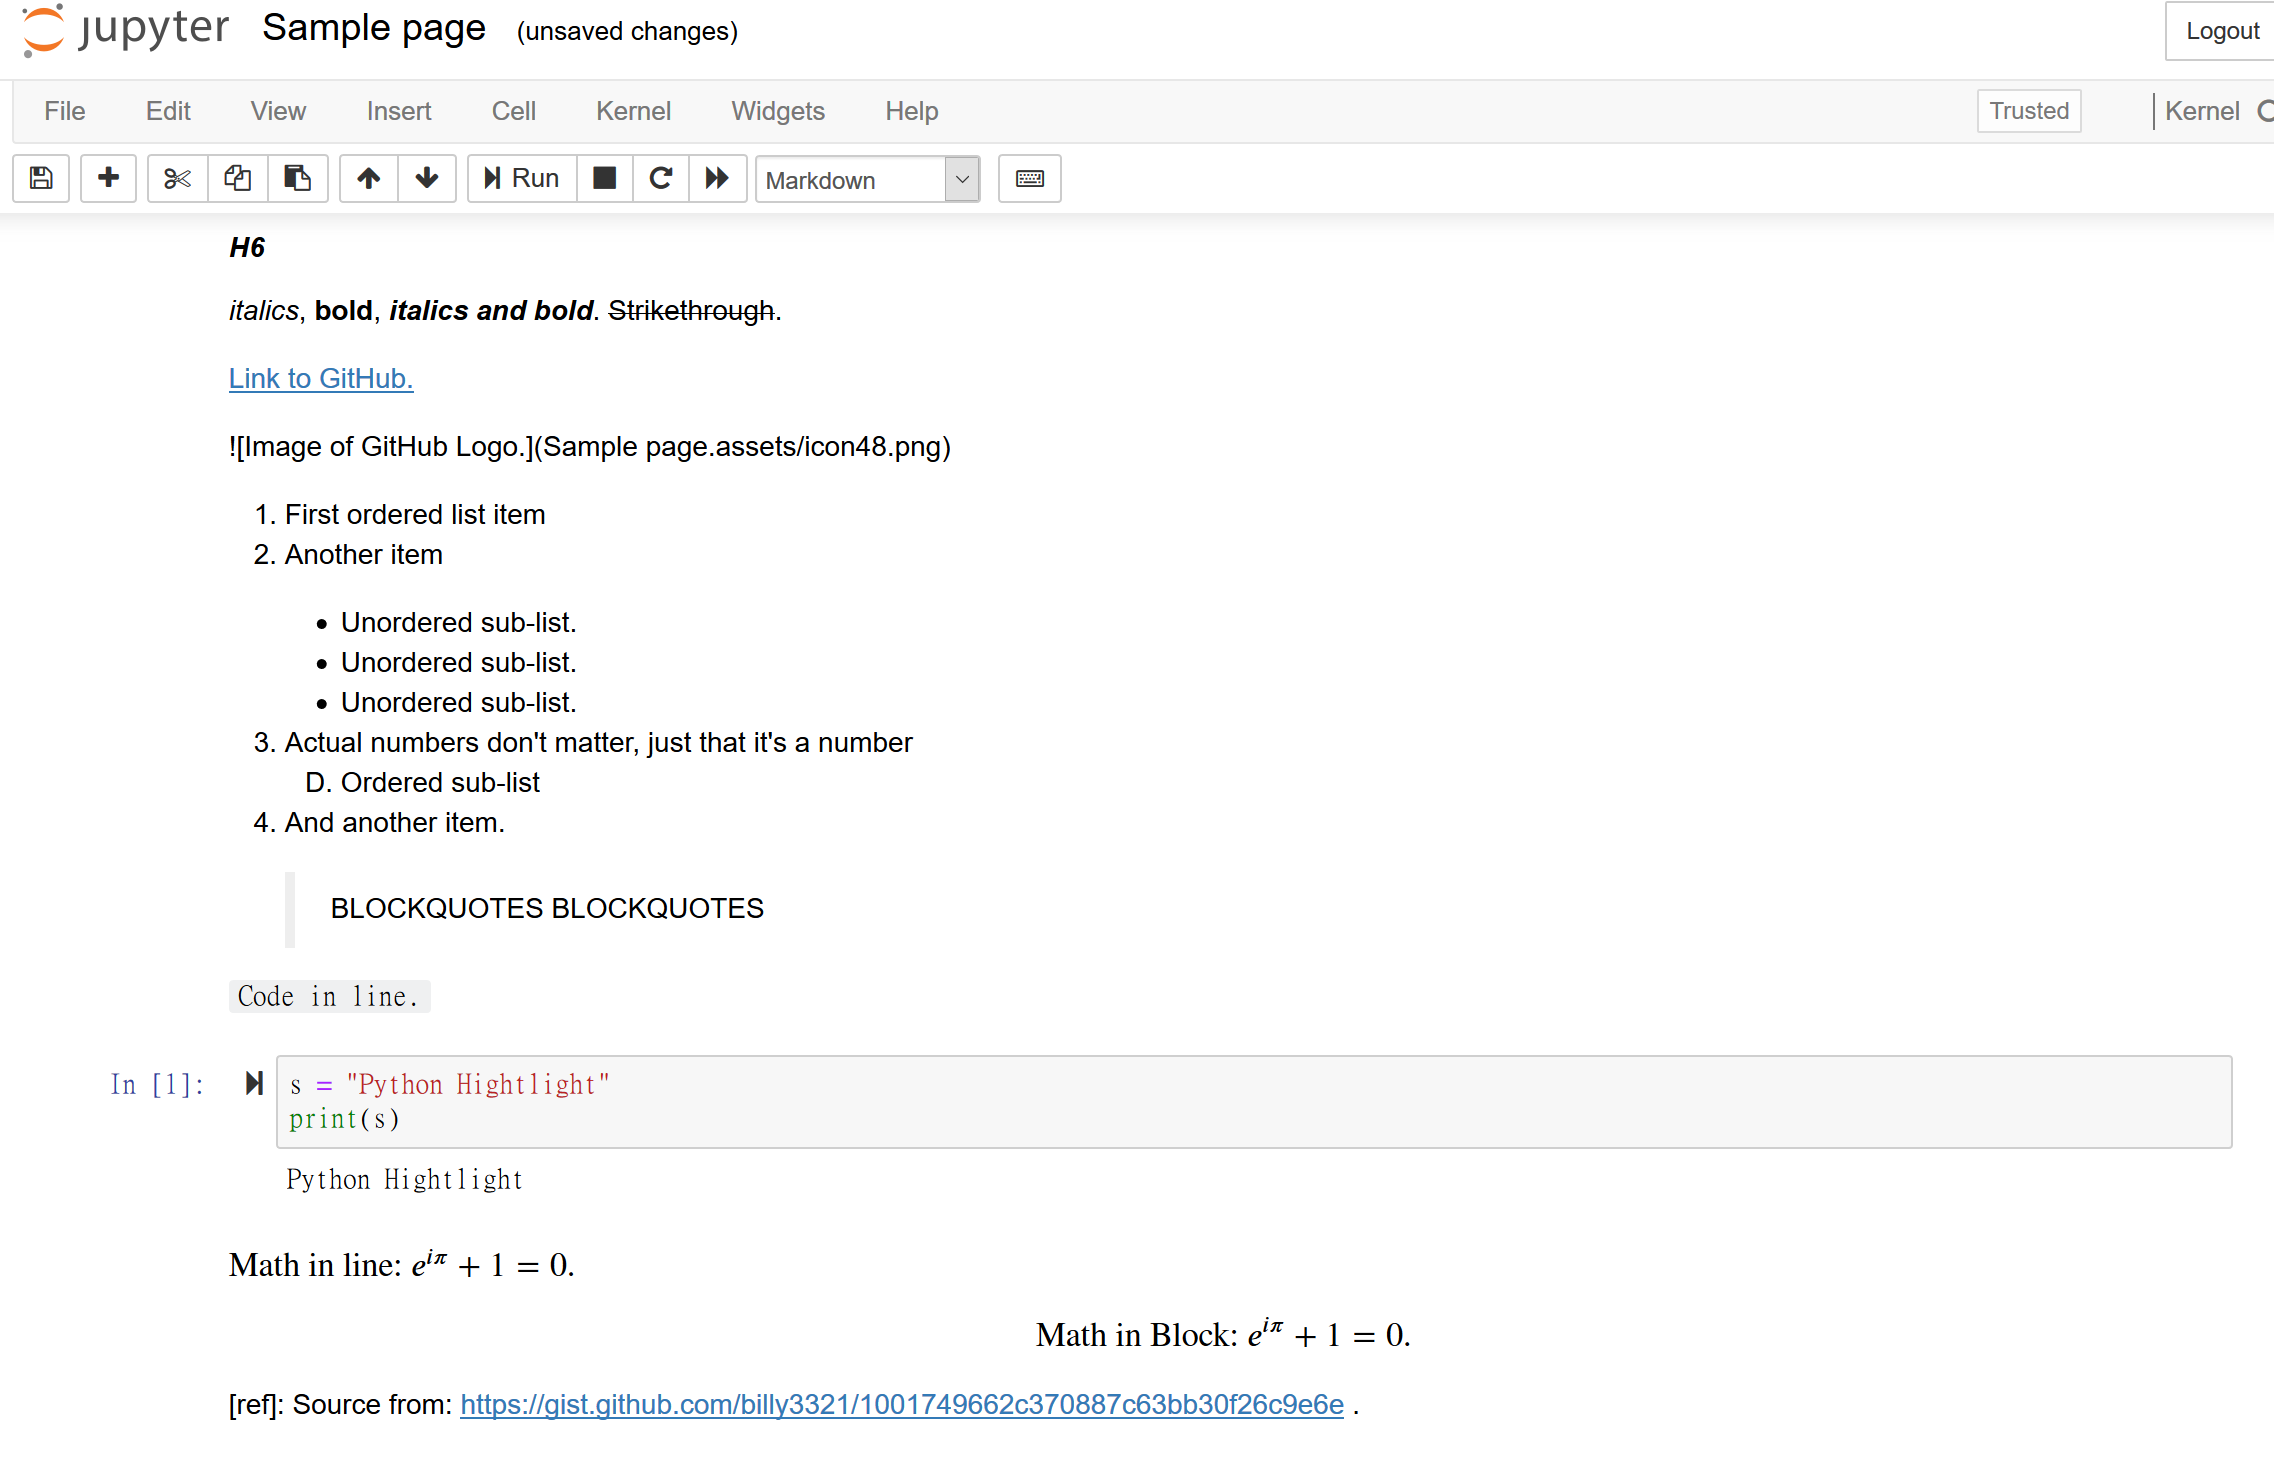 jupyter Sample page (unsaved changes) Logout
File Edit View Insert Cell Kernel Widgets Help Trusted Kernel
Run Markdown
H6
italics, bold, italics and bold. Strikethrough.
Link to GitHub.
![Image of GitHub Logo.](Sample page.assets/icon48.png)
1. First ordered list item
2. Another item
• Unordered sub-list.
• Unordered sub-list.
• Unordered sub-list.
3. Actual numbers don't matter, just that it's a number
D. Ordered sub-list
4. And another item.
BLOCKQUOTES BLOCKQUOTES
Code in line.
In [1]: s = "Python Hightlight"
print(s)
Python Hightlight
Math in line: e^{iπ} + 1 = 0.
Math in Block: e^{iπ} + 1 = 0.
[ref]: Source from: https://gist.github.com/billy3321/1001749662c370887c63bb30f26c9e6e .